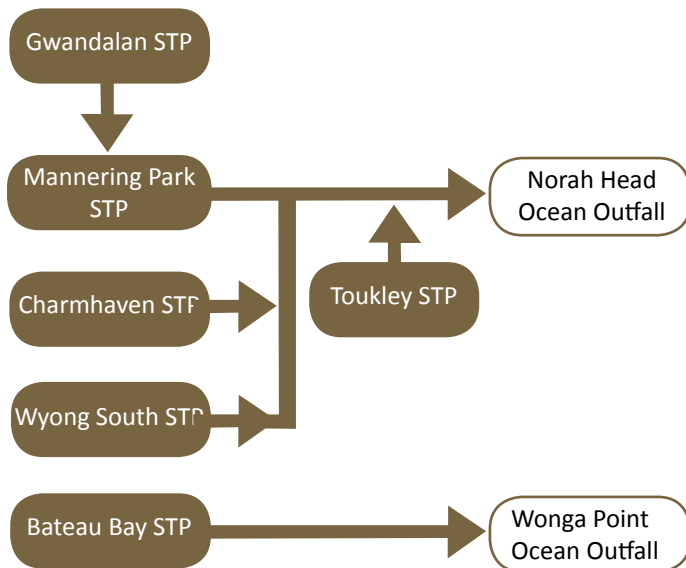 Gwandalan STP
Mannering Park
STP
Norah Head
Ocean Outfall
Charmhaven STP
Toukley STP
Wyong South STP
Bateau Bay STP
Wonga Point
Ocean Outfall